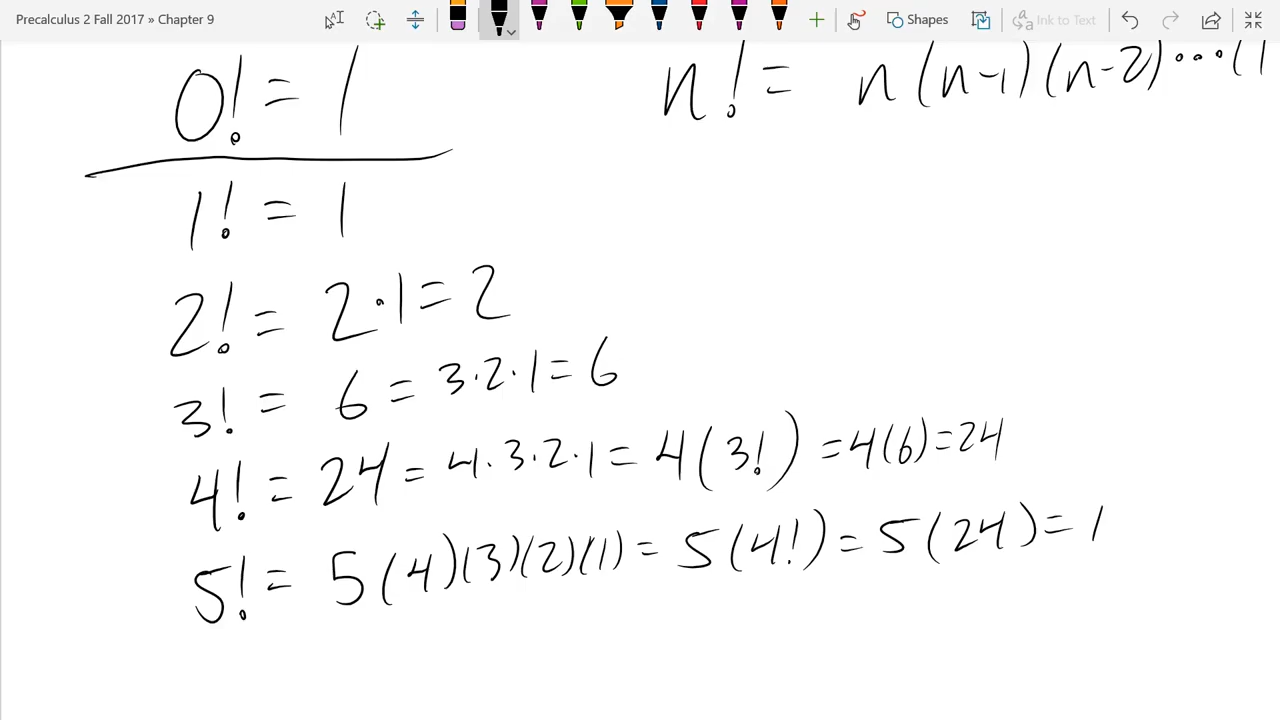 Precalculus 2 Fall 2017 » Chapter 9
Shapes
Ink to Text
0! = 1
n! = n(n-1)(n-2)...(1
1! = 1
2! = 2·1 = 2
3! = 6 = 3·2·1 = 6
4! = 24 = 4·3·2·1 = 4(3!) = 4(6) = 24
5! = 5(4)(3)(2)(1) = 5(4!) = 5(24) = 1